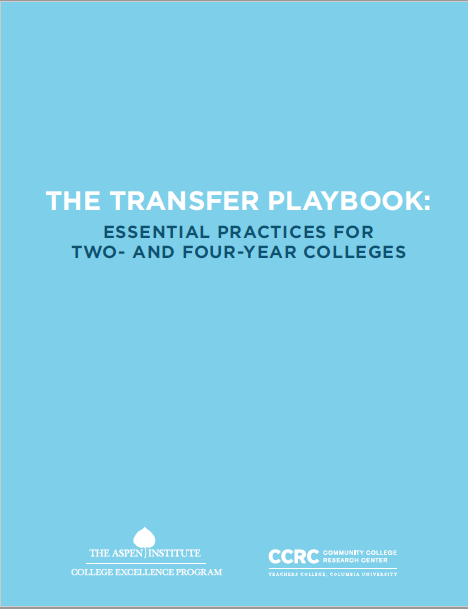 THE TRANSFER PLAYBOOK:
ESSENTIAL PRACTICES FOR
TWO- AND FOUR-YEAR COLLEGES
THE ASPEN INSTITUTE
COLLEGE EXCELLENCE PROGRAM
CCRC COMMUNITY COLLEGE
RESEARCH CENTER
TEACHERS COLLEGE, COLUMBIA UNIVERSITY